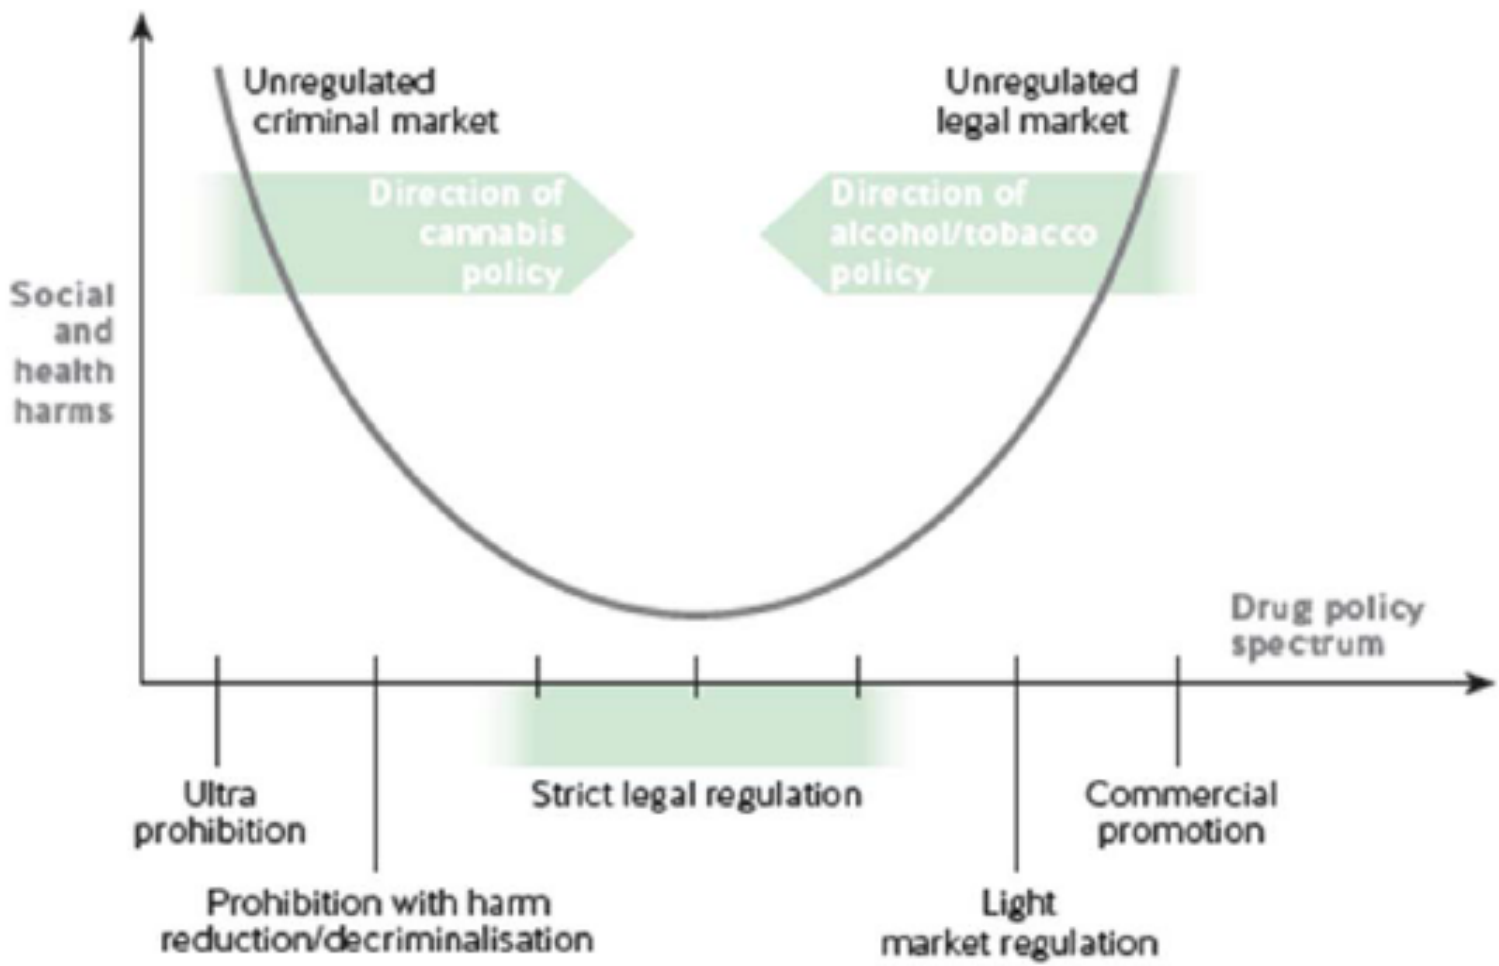 Unregulated
criminal market
Unregulated
legal market
Direction of
cannabis
policy
Direction of
alcohol/tobacco
policy
Social
and
health
harms
Drug policy
spectrum
Ultra
prohibition
Strict legal regulation
Commercial
promotion
Prohibition with harm
reduction/decriminalisation
Light
market regulation